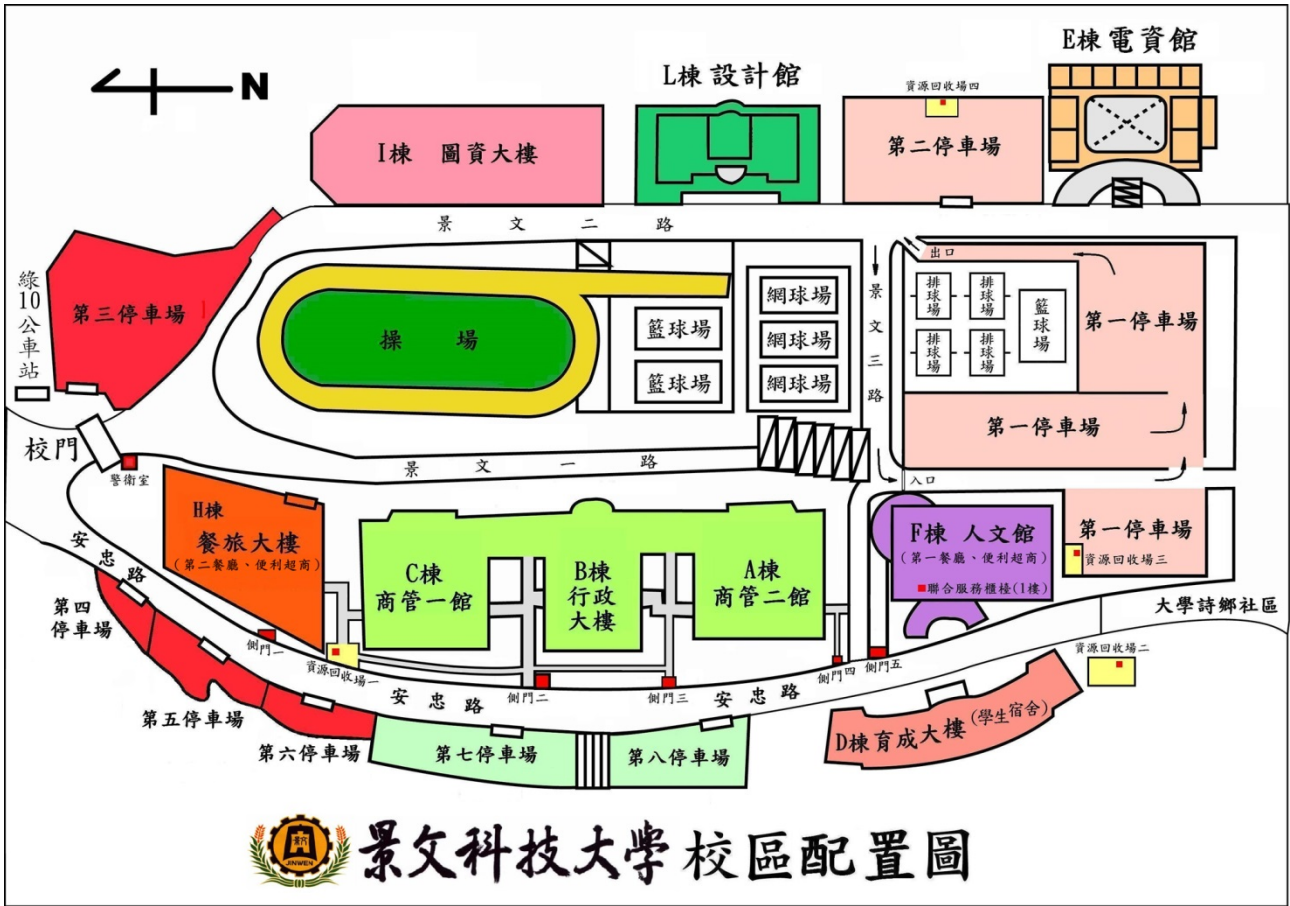 E棟電資館
L棟設計館
N
資源回收場四
第二停車場
I棟 圖資大樓
景文二路
出口
綠10公車站
第三停車場
操場
籃球場
籃球場
網球場
網球場
網球場
景文三路
排球場
排球場
排球場
排球場
籃球場
第一停車場
第一停車場
校門
警衛室
景文一路
入口
H棟
餐旅大樓
(第二餐廳、便利超商)
C棟
商管一館
B棟
行政
大樓
A棟
商管二館
F棟 人文館
(第一餐廳、便利超商)
聯合服務櫃檯(1樓)
第一停車場
資源回收場三
安忠路
第四
停車場
大學詩鄉社區
側門一
資源回收場一
側門二
側門三
側門四
側門五
資源回收場二
安忠路
安忠路
第五停車場
第六停車場
第七停車場
第八停車場
D棟育成大樓(學生宿舍)
景文
JINWEN
景文科技大學校區配置圖